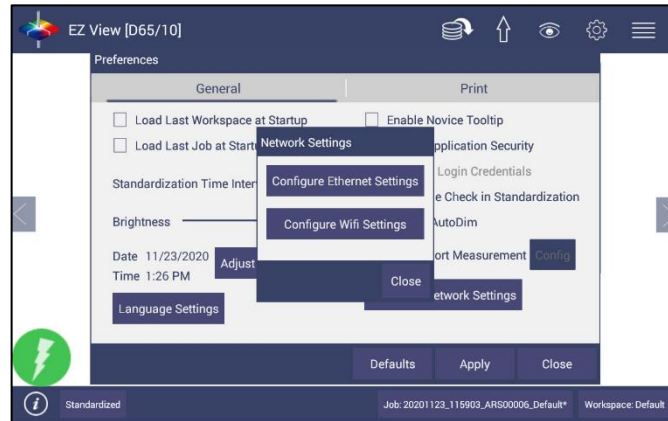 EZ View [D65/10]
Preferences
General
Print
Load Last Workspace at Startup
Enable Novice Tooltip
Load Last Job at Start
pplication Security
Network Settings
Login Credentials
Configure Ethernet Settings
Standardization Time Inter
e Check in Standardization
Brightness
Configure Wifi Settings
AutoDim
Date 11/23/2020
Time 1:26 PM
Adjust
ort Measurement
Config
Close
etwork Settings
Language Settings
Defaults
Apply
Close
Standardized
Job: 20201123_115903_ARS00006_Default*
Workspace: Default